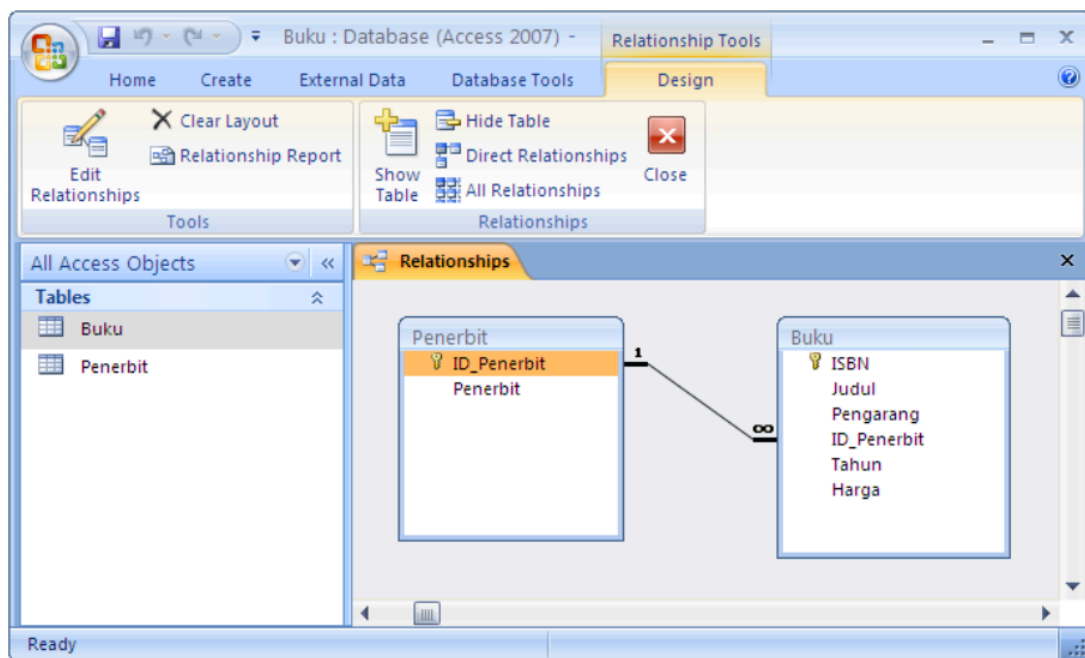 Buku : Database (Access 2007) - Relationship Tools
Home Create External Data Database Tools Design
Clear Layout
Relationship Report
Edit
Relationships
Tools
Show
Table
Hide Table
Direct Relationships
All Relationships
Close
Relationships
All Access Objects
Tables
Buku
Penerbit
Relationships
Penerbit
ID_Penerbit
Penerbit
1
∞
Buku
ISBN
Judul
Pengarang
ID_Penerbit
Tahun
Harga
Ready